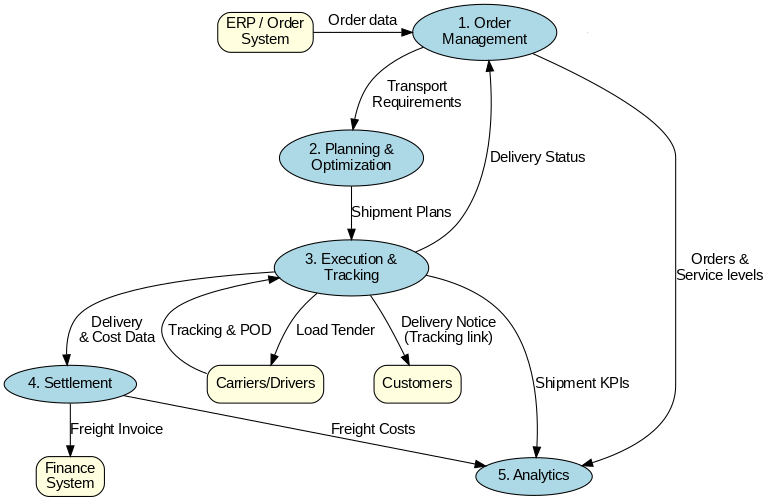 ERP / Order
System
Order data
1. Order
Management
Transport
Requirements
2. Planning &
Optimization
Delivery Status
Shipment Plans
3. Execution &
Tracking
Orders &
Service levels
Delivery
& Cost Data
Tracking & POD
Load Tender
Delivery Notice
(Tracking link)
4. Settlement
Carriers/Drivers
Customers
Shipment KPIs
Freight Invoice
Freight Costs
Finance
System
5. Analytics